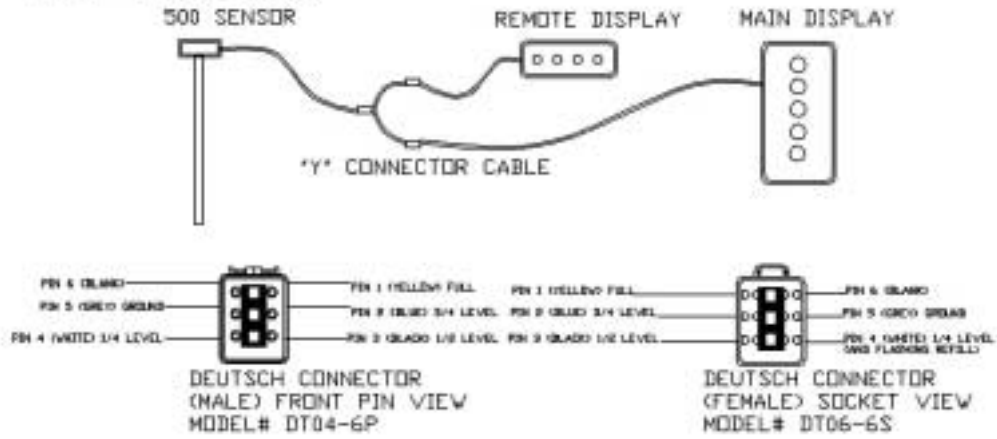 500 SENSOR
REMOTE DISPLAY
MAIN DISPLAY
"Y" CONNECTOR CABLE
PIN 6 (BLANK)
PIN 5 (GREY) GROUND
PIN 4 (WHITE) 1/4 LEVEL
PIN 1 (YELLOW) FULL
PIN 2 (BLUE) 3/4 LEVEL
PIN 3 (BLACK) 1/2 LEVEL
DEUTSCH CONNECTOR
(MALE) FRONT PIN VIEW
MODEL# DT04-6P
PIN 1 (YELLOW) FULL
PIN 2 (BLUE) 3/4 LEVEL
PIN 3 (BLACK) 1/2 LEVEL
PIN 6 (BLANK)
PIN 5 (GREY) GROUND
PIN 4 (WHITE) 1/4 LEVEL
(AND FLASHING REFILL)
DEUTSCH CONNECTOR
(FEMALE) SOCKET VIEW
MODEL# DT06-6S